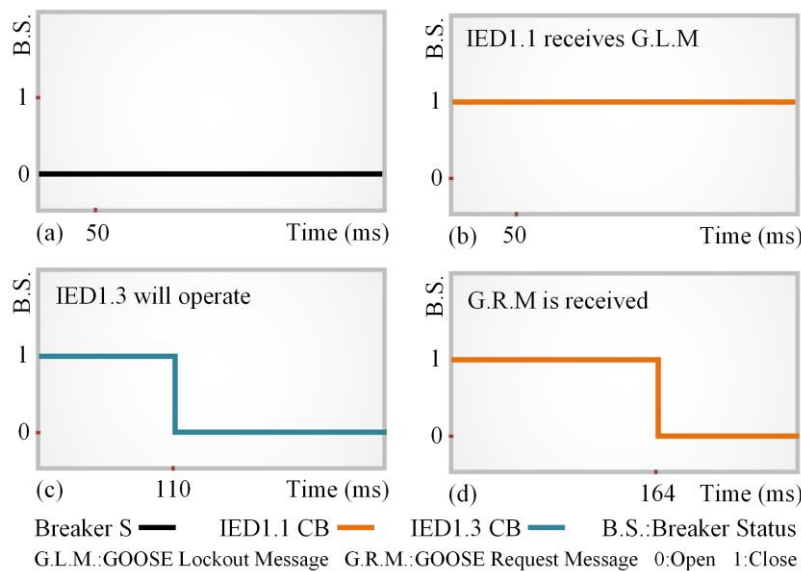 B.S.
1
0
(a)
50
Time (ms)
IED1.1 receives G.L.M
1
0
(b)
50
Time (ms)
B.S.
IED1.3 will operate
1
0
(c)
110
Time (ms)
B.S.
G.R.M is received
1
0
(d)
164
Time (ms)
B.S.
Breaker S IED1.1 CB IED1.3 CB B.S.:Breaker Status
G.L.M.:GOOSE Lockout Message G.R.M.:GOOSE Request Message 0:Open 1:Close